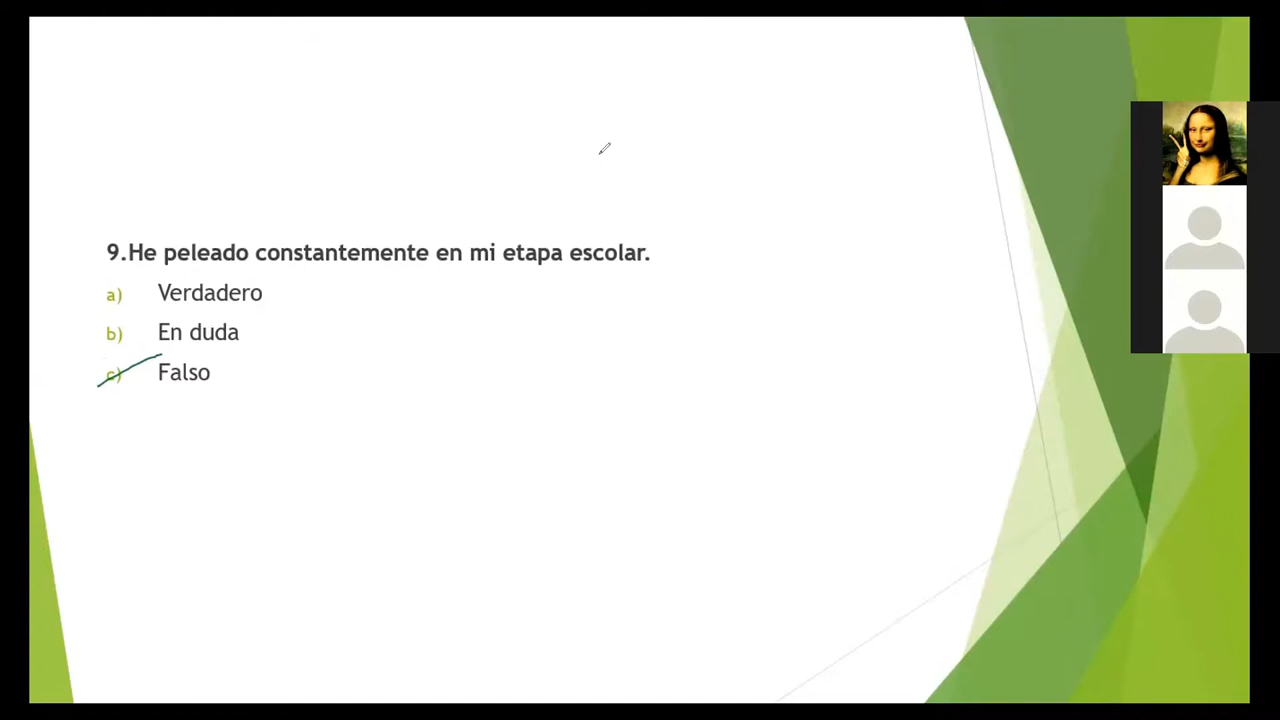 9.He peleado constantemente en mi etapa escolar.
a) Verdadero
b) En duda
c) Falso